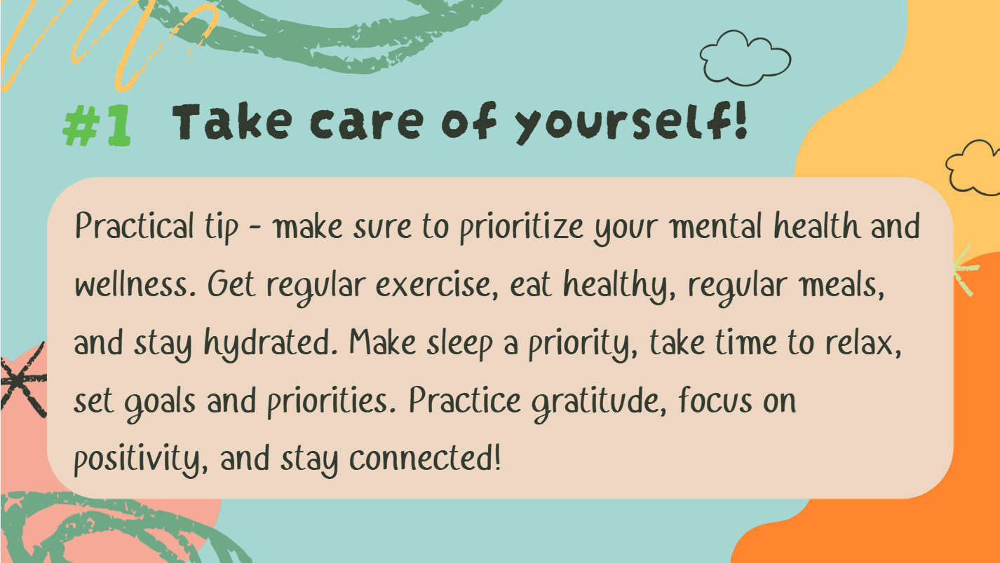 #1 Take care of yourself!
Practical tip - make sure to prioritize your mental health and
wellness. Get regular exercise, eat healthy, regular meals,
and stay hydrated. Make sleep a priority, take time to relax,
set goals and priorities. Practice gratitude, focus on
positivity, and stay connected!